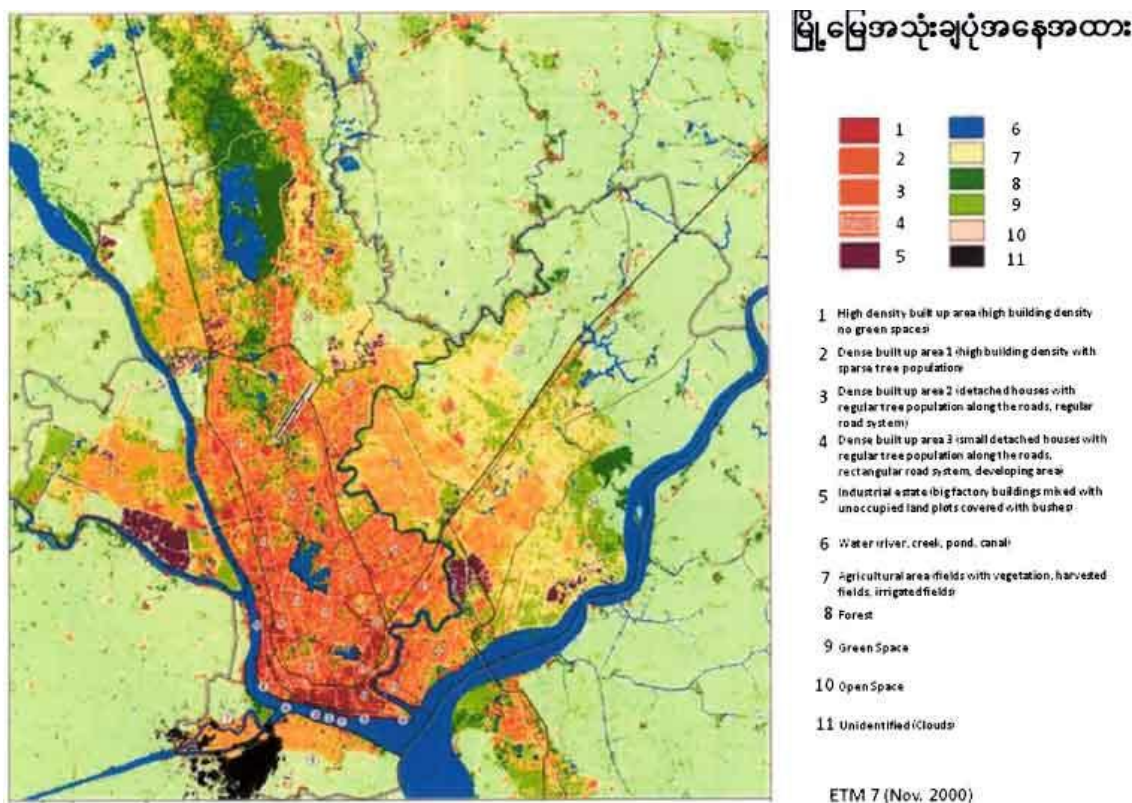 မြို့မြေအသုံးချပုံအနေအထား
1
2
3
4
5
6
7
8
9
10
11
1 High density built up area (high building density
no green spaces)
2 Dense built up area 1 (high building density with
sparse tree population)
3 Dense built up area 2 (detached houses with
regular tree population along the roads, regular
road system)
4 Dense built up area 3 (small detached houses with
regular tree population along the roads,
rectangular road system, developing area)
5 Industrial estate (big factory buildings mixed with
unoccupied land plots covered with bushes)
6 Water (river, creek, pond, canal)
7 Agricultural area (fields with vegetation, harvested
fields, irrigated fields)
8 Forest
9 Green Space
10 Open Space
11 Unidentified (Clouds)
ETM 7 (Nov. 2000)